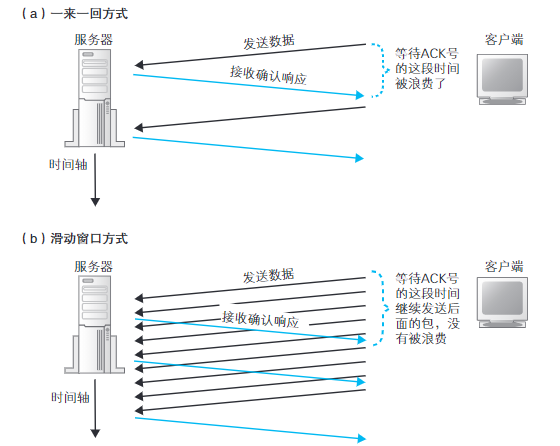 （a）一来一回方式
服务器
发送数据
接收确认响应
等待ACK号
的这段时间
被浪费了
客户端
时间轴
（b）滑动窗口方式
服务器
发送数据
接收确认响应
等待ACK号
的这段时间
继续发送后
面的包，没
有被浪费
客户端
时间轴